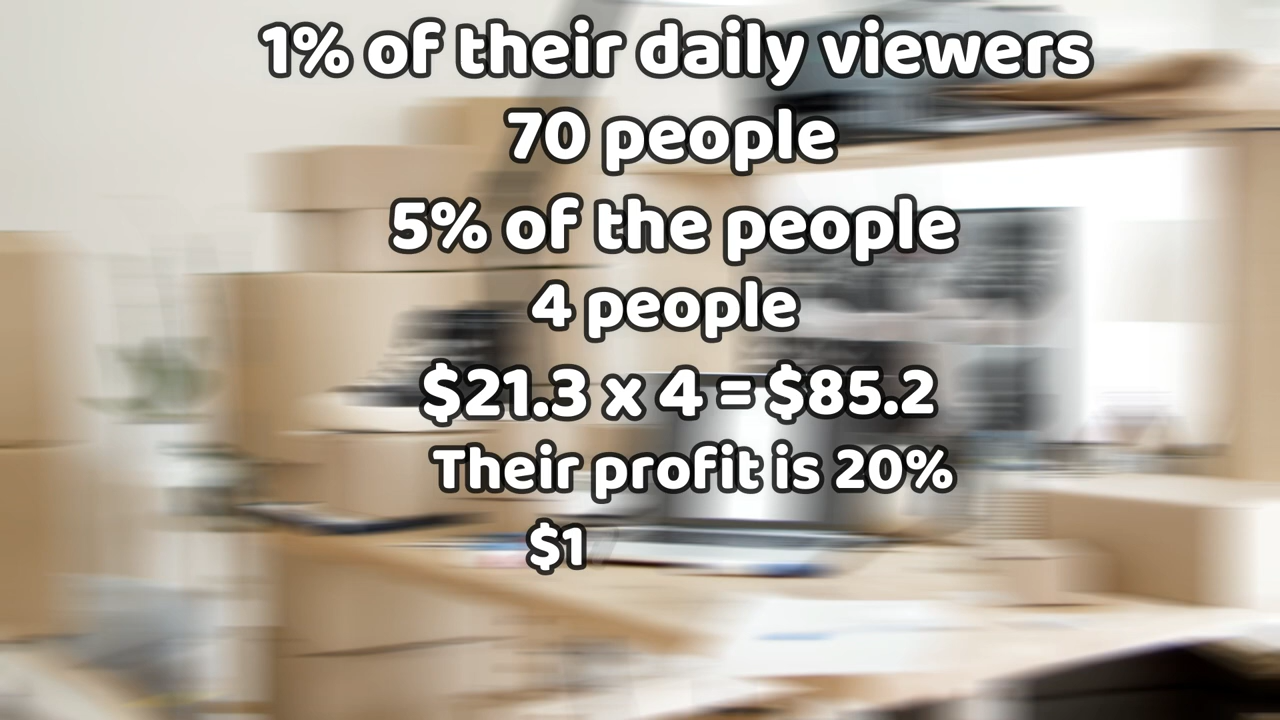 1% of their daily viewers
70 people
5% of the people
4 people
$21.3 x 4 = $85.2
Their profit is 20%
$1